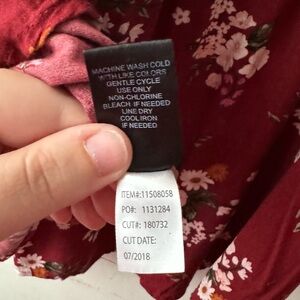 MACHINE WASH COLD
WITH LIKE COLORS
GENTLE CYCLE
USE ONLY
NON-CHLORINE
BLEACH IF NEEDED
LINE DRY
COOL IRON
IF NEEDED
ITEM#:11508058
PO#: 1131284
CUT#: 180732
CUT DATE:
07/2018